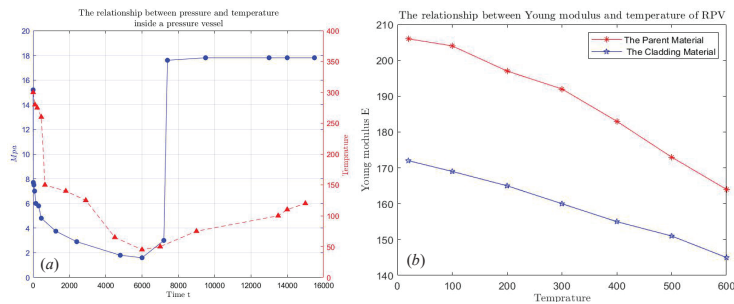 The relationship between pressure and temperature
inside a pressure vessel
20
18
16
14
12
10
8
6
4
2
0
Mpa
400
350
300
250
200
150
100
50
0
Temprature
0 2000 4000 6000 8000 10000 12000 14000 16000
Time t
(a)
The relationship between Young modulus and temperature of RPV
210
200
190
180
170
160
150
140
Young modulus E
The Parent Material
The Cladding Material
0 100 200 300 400 500 600
Temprature
(b)